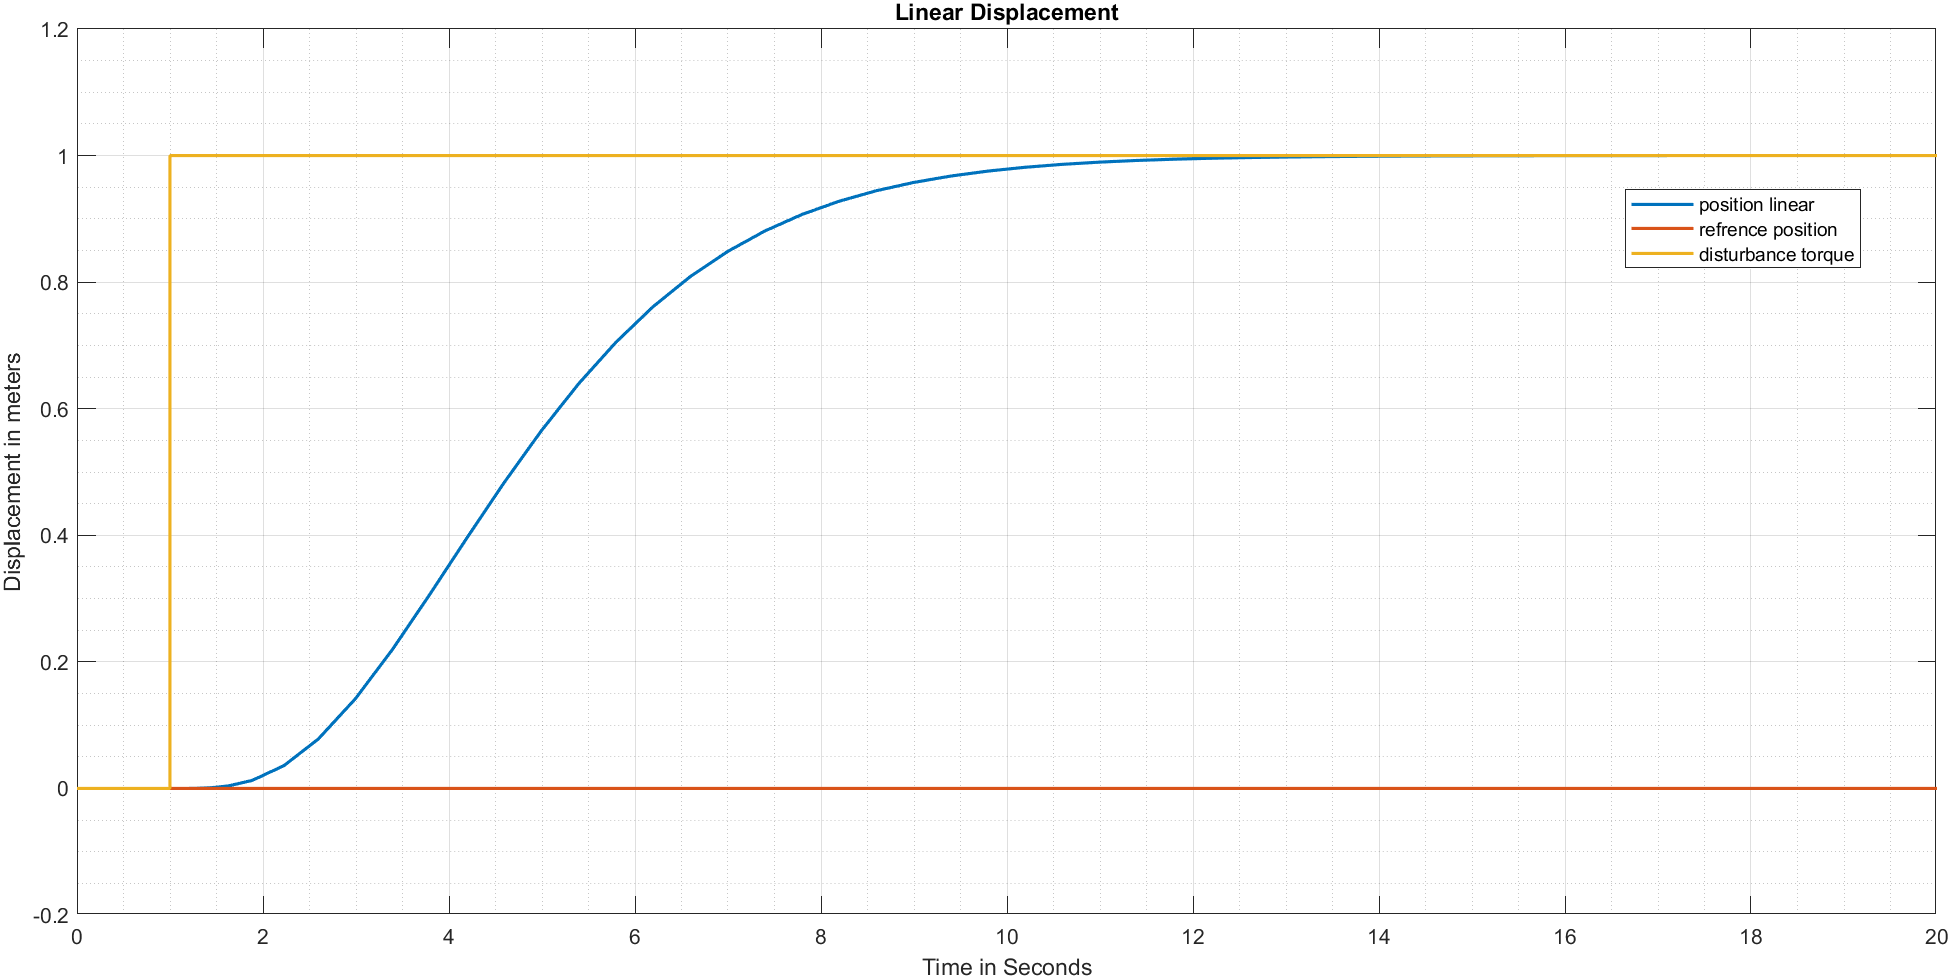 Linear Displacement
1.2
1
0.8
0.6
0.4
0.2
0
-0.2
Displacement in meters
position linear
refrence position
disturbance torque
0 2 4 6 8 10 12 14 16 18 20
Time in Seconds